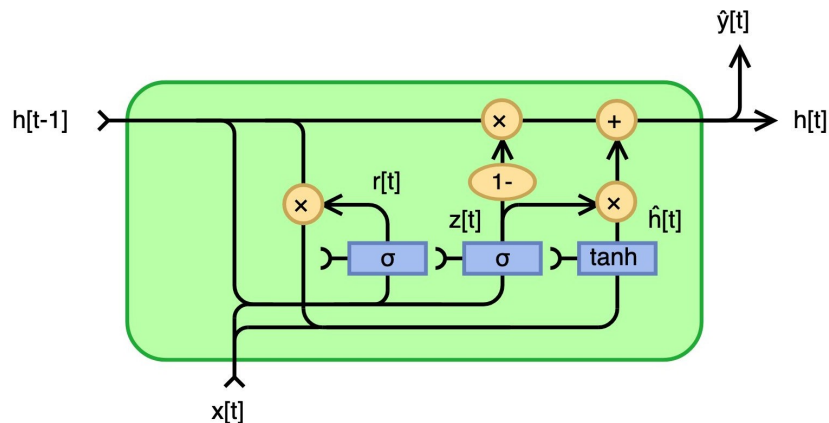 ŷ[t]
h[t-1]
×
+
h[t]
1-
r[t]
×
z[t]
×
ĥ[t]
σ
σ
tanh
x[t]